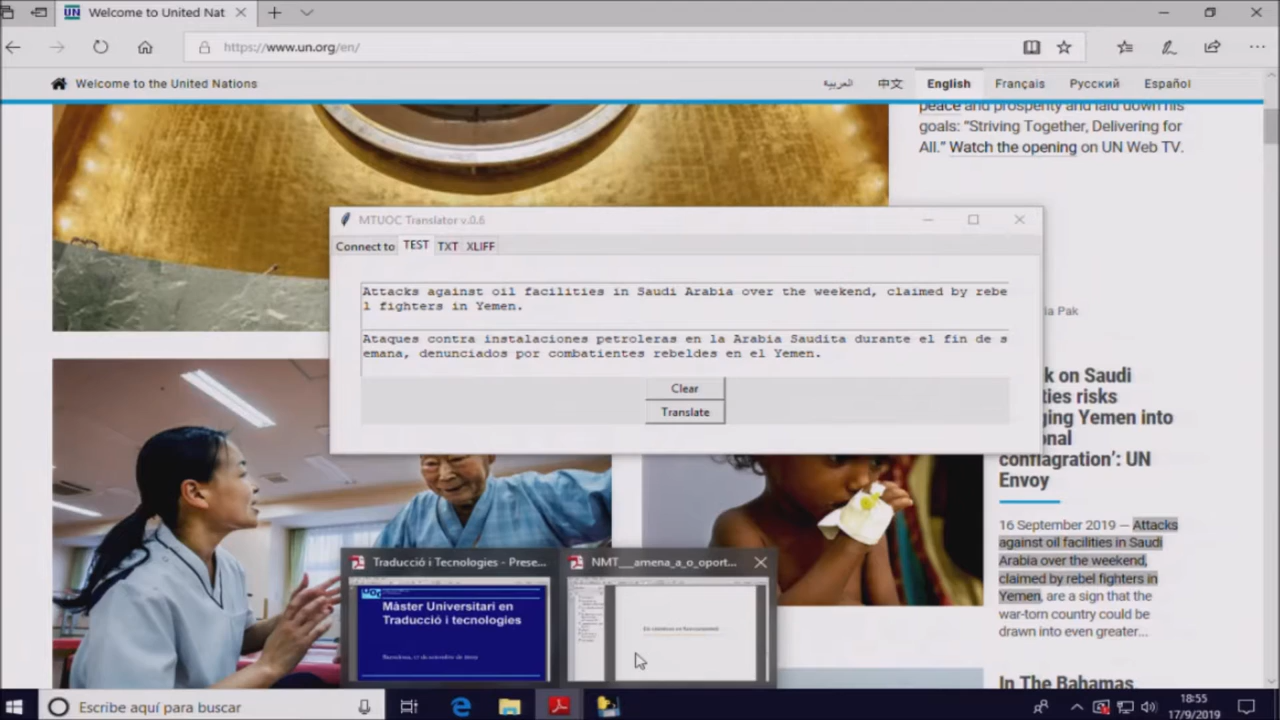 UN Welcome to United Nat
https://www.un.org/en/
Welcome to the United Nations
العربية 中文 English Français Русский Español
peace and prosperity and laid down his
goals: “Striving Together, Delivering for
All.” Watch the opening on UN Web TV.
MTUOC Translator v.0.6
Connect to TEST TXT XLIFF
Attacks against oil facilities in Saudi Arabia over the weekend, claimed by rebe
l fighters in Yemen.
Ataques contra instalaciones petroleras en la Arabia Saudita durante el fin de s
emana, denunciados por combatientes rebeldes en el Yemen.
Clear
Translate
ia Pak
k on Saudi
ties risks
ging Yemen into
onal
conflagration’: UN
Envoy
16 September 2019 — Attacks
against oil facilities in Saudi
Arabia over the weekend,
claimed by rebel fighters in
Yemen, are a sign that the
war-torn country could be
drawn into even greater...
In The Bahamas,
Traducció i Tecnologies - Prese...
NMT___amena_a_o_oport...
Màster Universitari en
Traducció i tecnologies
Escribe aquí para buscar
18:55
17/9/2019